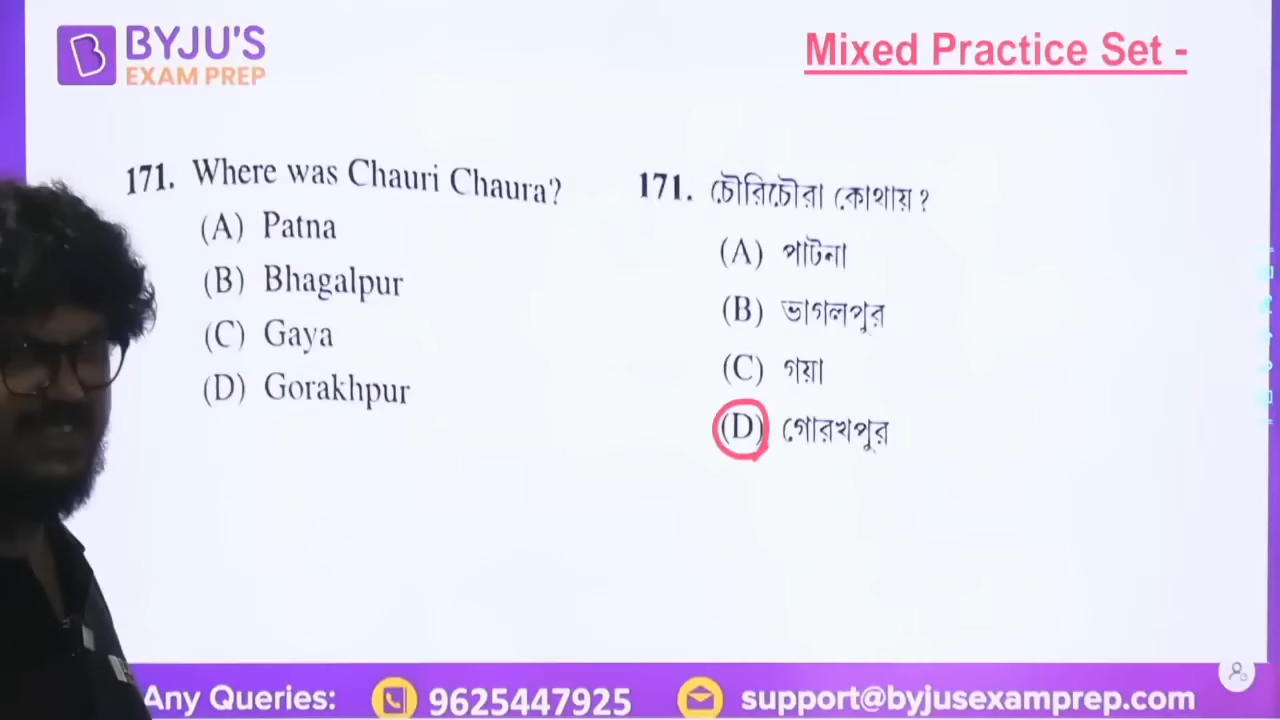 BYJU'S
EXAM PREP
Mixed Practice Set -
171. Where was Chauri Chaura?
(A) Patna
(B) Bhagalpur
(C) Gaya
(D) Gorakhpur
171. চৌরিচৌরা কোথায় ?
(A) পাটনা
(B) ভাগলপুর
(C) গয়া
(D) গোরখপুর
Any Queries: 9625447925 support@byjusexamprep.com